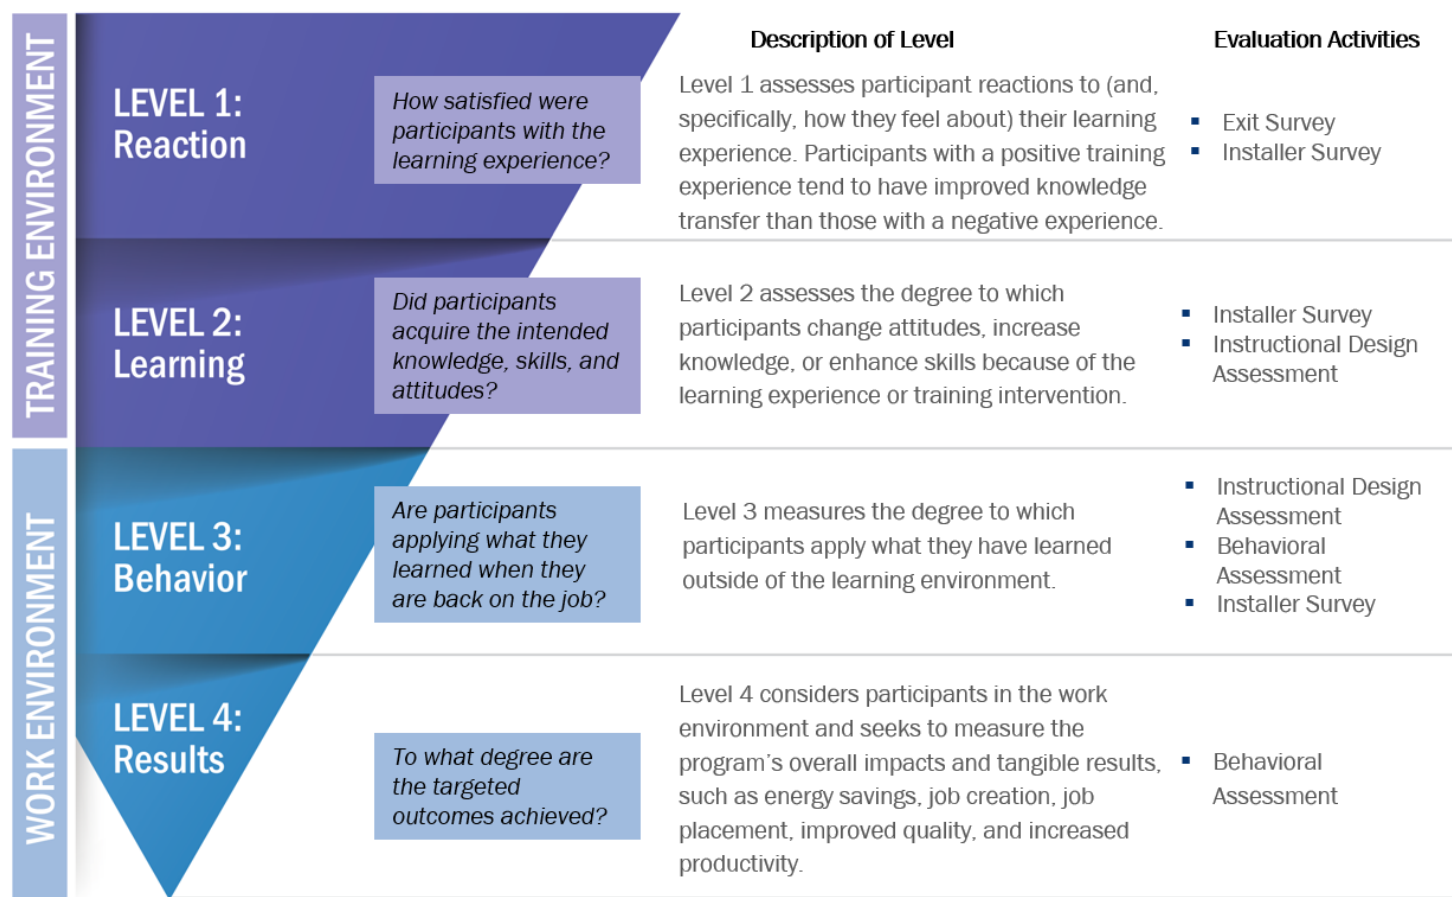 Description of Level
Evaluation Activities
TRAINING ENVIRONMENT
LEVEL 1:
Reaction
How satisfied were
participants with the
learning experience?
Level 1 assesses participant reactions to (and,
specifically, how they feel about) their learning
experience. Participants with a positive training
experience tend to have improved knowledge
transfer than those with a negative experience.
▪ Exit Survey
▪ Installer Survey
LEVEL 2:
Learning
Did participants
acquire the intended
knowledge, skills, and
attitudes?
Level 2 assesses the degree to which
participants change attitudes, increase
knowledge, or enhance skills because of the
learning experience or training intervention.
▪ Installer Survey
▪ Instructional Design
Assessment
WORK ENVIRONMENT
LEVEL 3:
Behavior
Are participants
applying what they
learned when they
are back on the job?
Level 3 measures the degree to which
participants apply what they have learned
outside of the learning environment.
▪ Instructional Design
Assessment
▪ Behavioral
Assessment
▪ Installer Survey
LEVEL 4:
Results
To what degree are
the targeted
outcomes achieved?
Level 4 considers participants in the work
environment and seeks to measure the
program's overall impacts and tangible results,
such as energy savings, job creation, job
placement, improved quality, and increased
productivity.
▪ Behavioral
Assessment